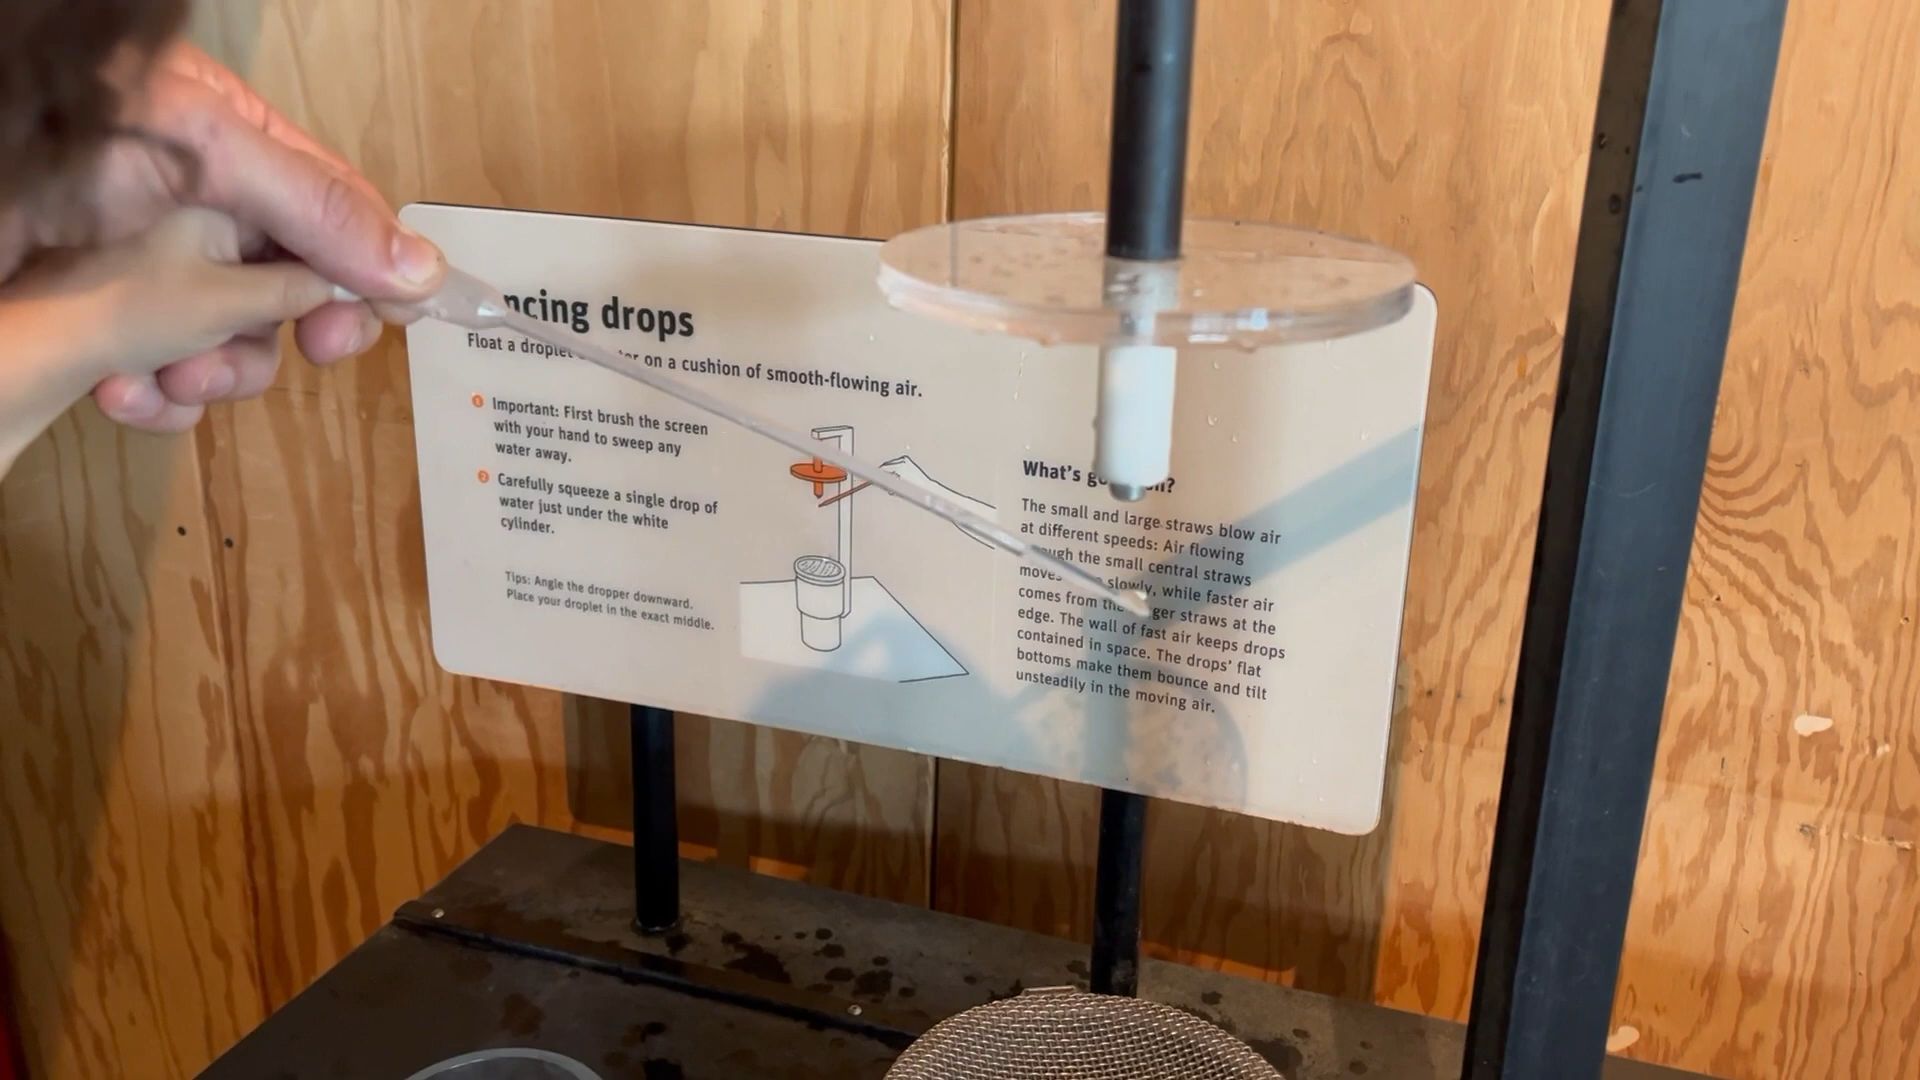 ncing drops
Float a droplet on a cushion of smooth-flowing air.
1 Important: First brush the screen
with your hand to sweep any
water away.
2 Carefully squeeze a single drop of
water just under the white
cylinder.
Tips: Angle the dropper downward.
Place your droplet in the exact middle.
What's
The small and large straws blow air
at different speeds: Air flowing
the small central straws
slowly, while faster air
comes from straws at the
edge. The wall of fast air keeps drops
contained in space. The drops' flat
bottoms make them bounce and tilt
unsteadily in the moving air.